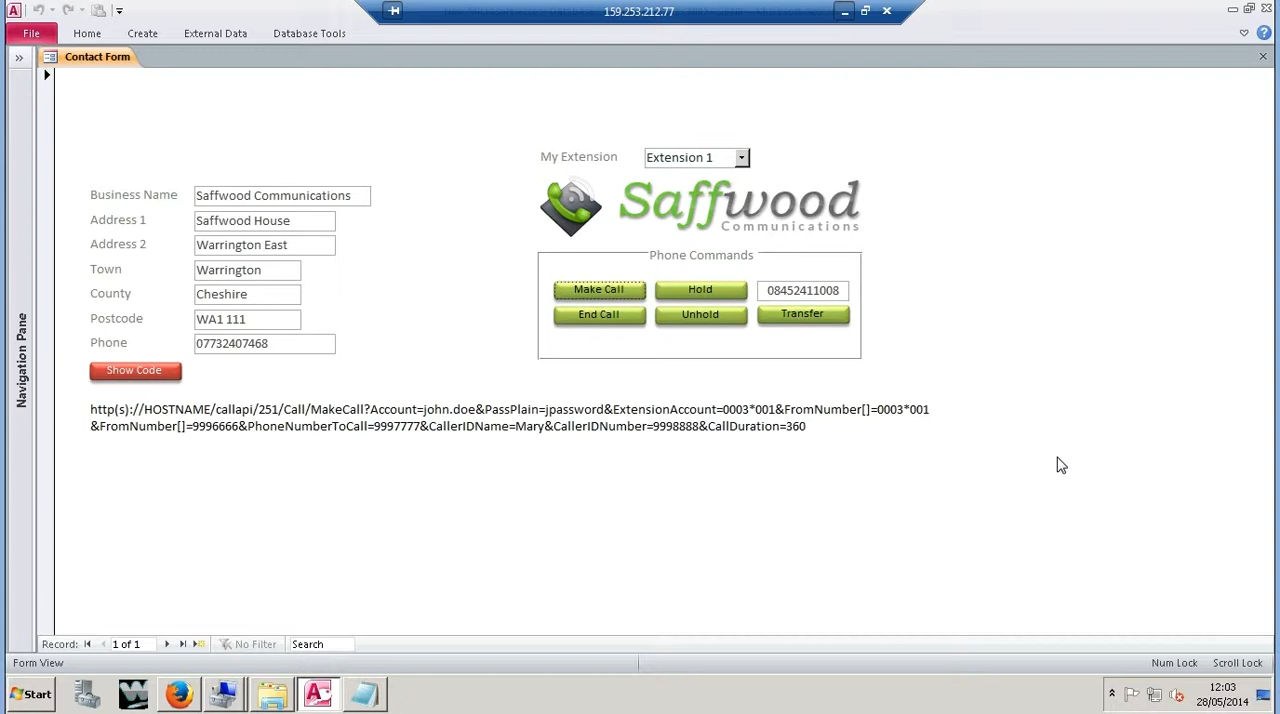 159.253.212.77
File Home Create External Data Database Tools
Contact Form
My Extension Extension 1
Business Name Saffwood Communications
Address 1 Saffwood House
Address 2 Warrington East
Town Warrington
County Cheshire
Postcode WA1 111
Phone 07732407468
Show Code
Saffwood
Communications
Phone Commands
Make Call Hold 08452411008
End Call Unhold Transfer
http(s)://HOSTNAME/callapi/251/Call/MakeCall?Account=john.doe&PassPlain=jpassword&ExtensionAccount=0003*001&FromNumber[]=0003*001
&FromNumber[]=9996666&PhoneNumberToCall=9997777&CallerIDName=Mary&CallerIDNumber=9998888&CallDuration=360
Navigation Pane
Record: 1 of 1 No Filter Search
Form View Num Lock Scroll Lock
Start 12:03
28/05/2014